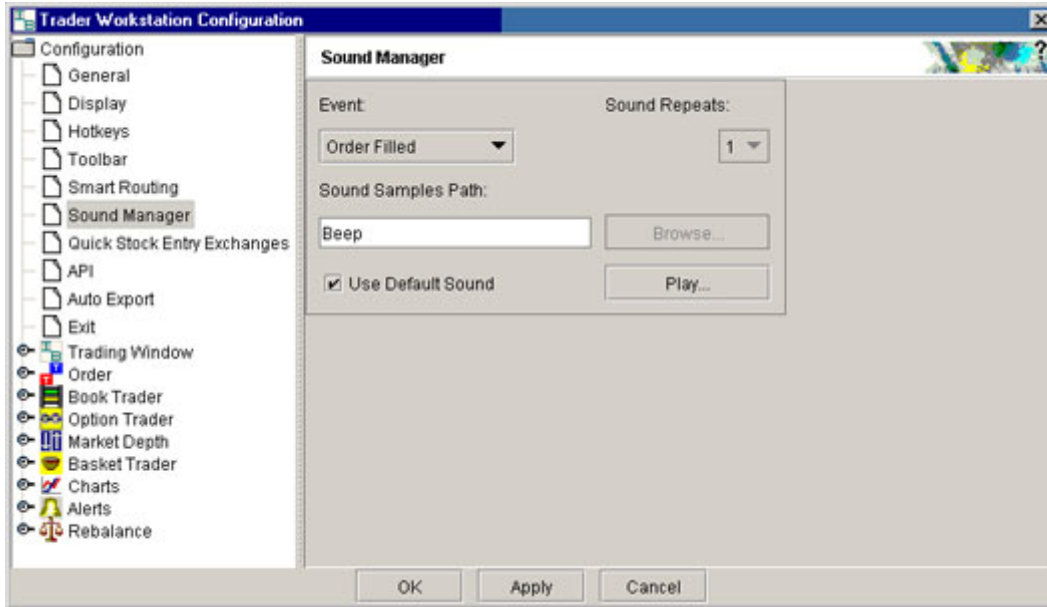 Trader Workstation Configuration
Configuration
General
Display
Hotkeys
Toolbar
Smart Routing
Sound Manager
Quick Stock Entry Exchanges
API
Auto Export
Exit
Trading Window
Order
Book Trader
Option Trader
Market Depth
Basket Trader
Charts
Alerts
Rebalance
Sound Manager
?
Event:
Sound Repeats:
Order Filled
1
Sound Samples Path:
Beep
Browse...
Use Default Sound
Play...
OK
Apply
Cancel